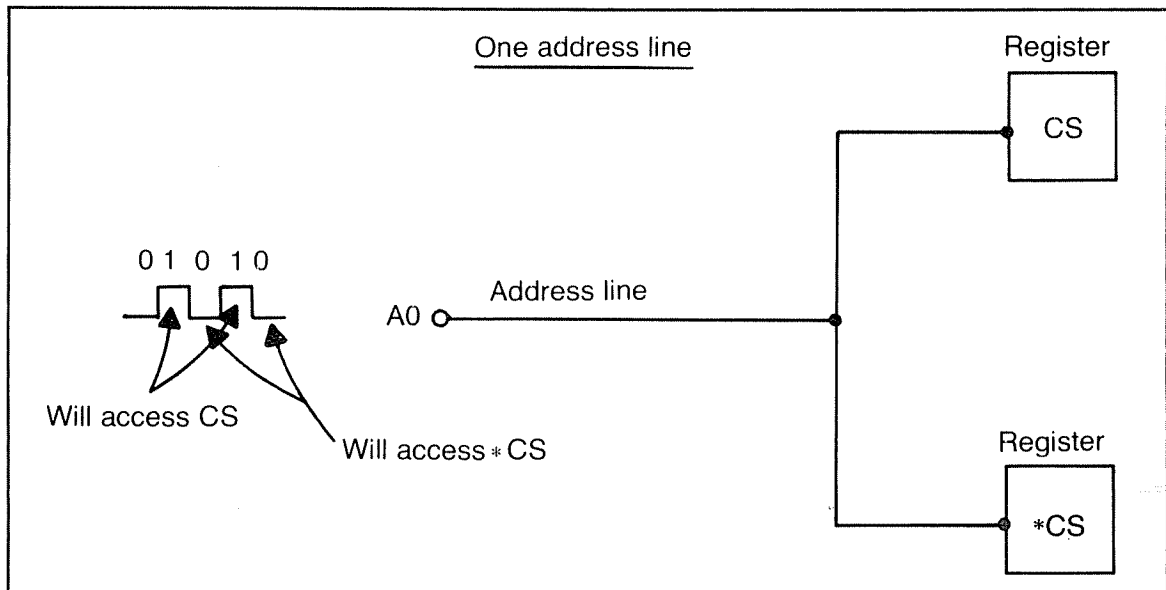 One address line
Register
CS
0 1 0 1 0
A0
Address line
Will access CS
Will access *CS
Register
*CS